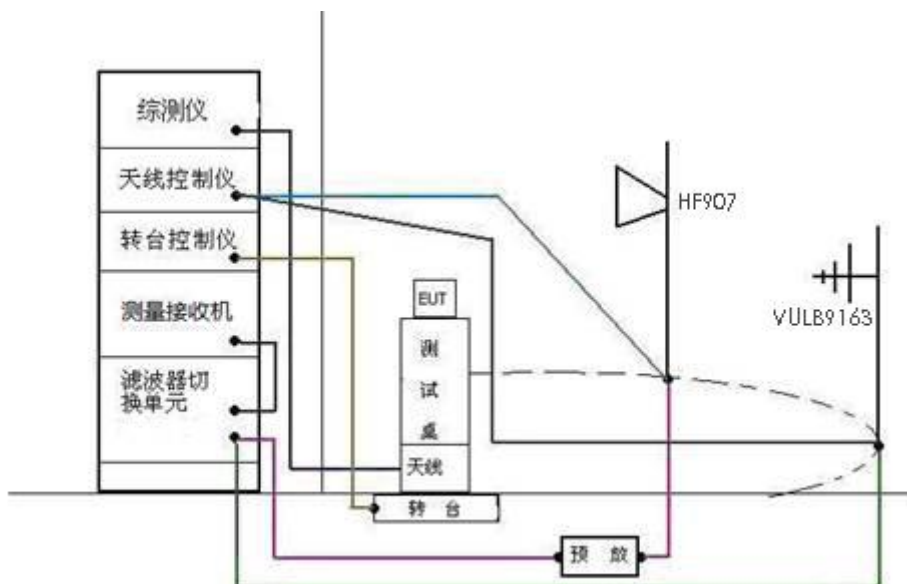 综测仪
天线控制仪
转台控制仪
测量接收机
滤波器切
换单元
EUT
测
试
桌
天线
转 台
预 放
HF907
VULB9163